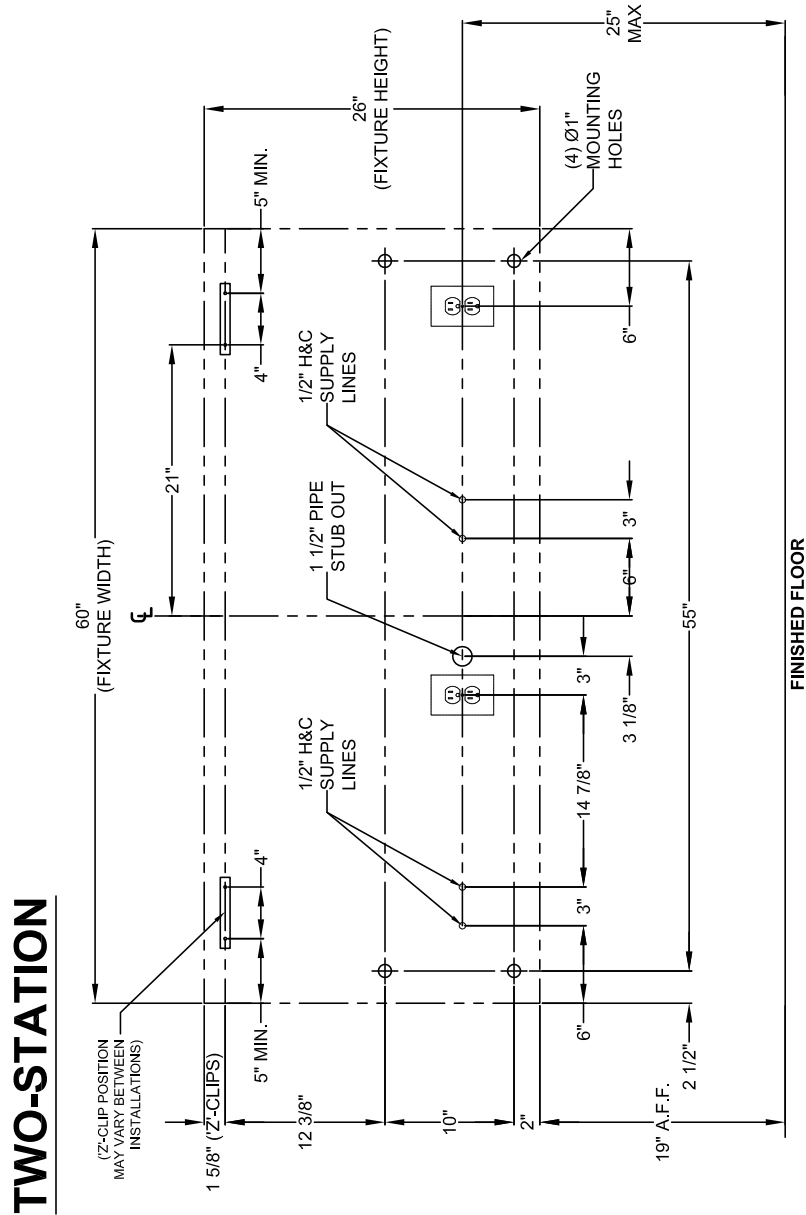 TWO-STATION
('Z'-CLIP POSITION
MAY VARY BETWEEN
INSTALLATIONS)
60"
(FIXTURE WIDTH)
C L
21"
4"
5" MIN.
4"
5" MIN.
26"
(FIXTURE HEIGHT)
1 5/8" ('Z'-CLIPS)
12 3/8"
10"
2"
19" A.F.F.
1/2" H&C
SUPPLY
LINES
1 1/2" PIPE
STUB OUT
1/2" H&C
SUPPLY
LINES
(4) Ø1"
MOUNTING
HOLES
25"
MAX
6"
3"
14 7/8"
3"
3 1/8"
6"
3"
6"
2 1/2"
55"
FINISHED FLOOR